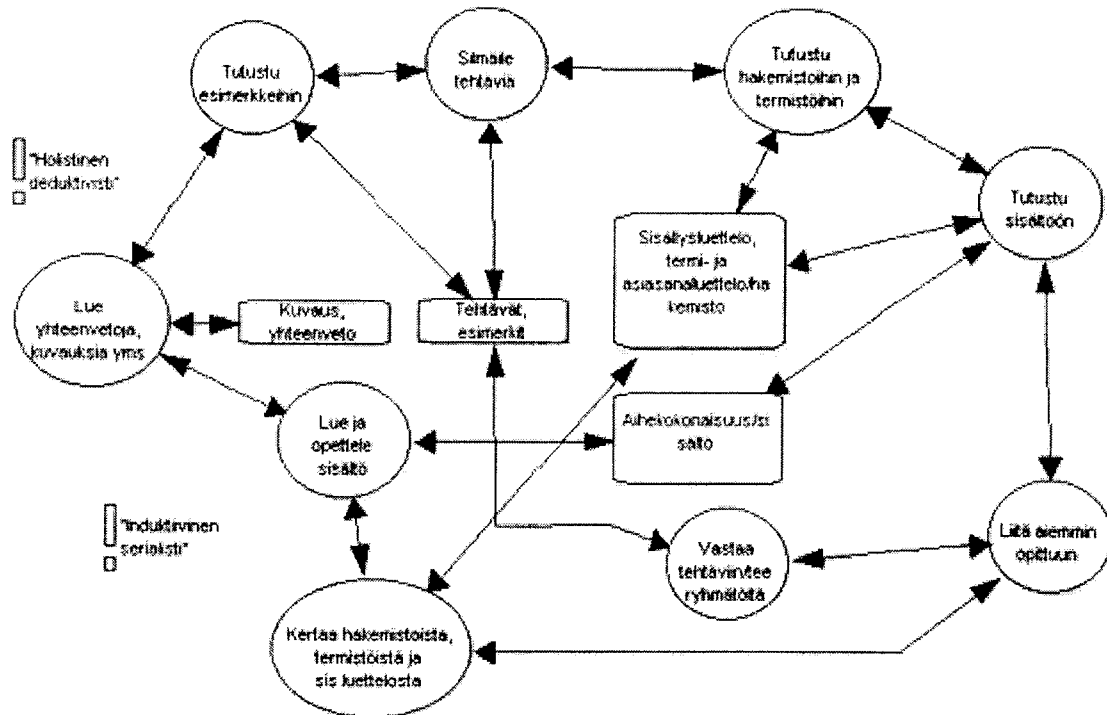 Tutustu
esimerkkeihin
Silmäile
tehtäviä
Tutustu
hakemistoihin ja
termistöihin
"Holistinen
deduktivisti"
Tutustu
sisältöön
Sisällysluettelo,
termi- ja
asiasanaluettelo/ha
kemisto
Lue
yhteenvetoja,
kuvauksia yms
Kuvaus,
yhteenveto
Tehtävät,
esimerkit
Lue ja
opettele
sisältö
Aihekokonaisuus/si
sältö
"Induktiivinen
serialisti"
Vastaa
tehtäviin/tee
ryhmätöitä
Liitä aiemmin
opittuun
Kertaa hakemistoista,
termistöistä ja
sis.luettelosta